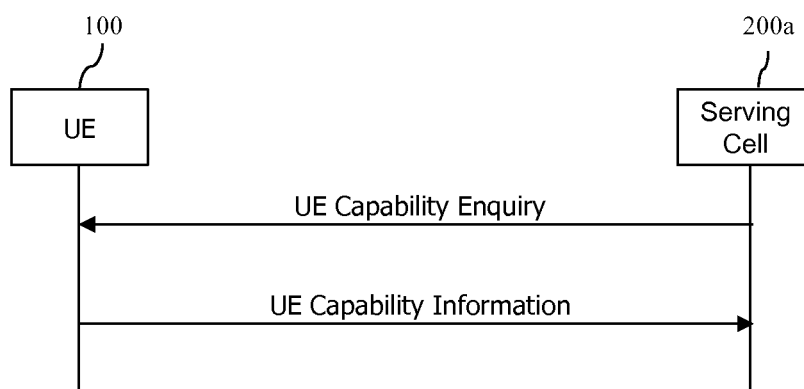 100
200a
UE
Serving
Cell
UE Capability Enquiry
UE Capability Information